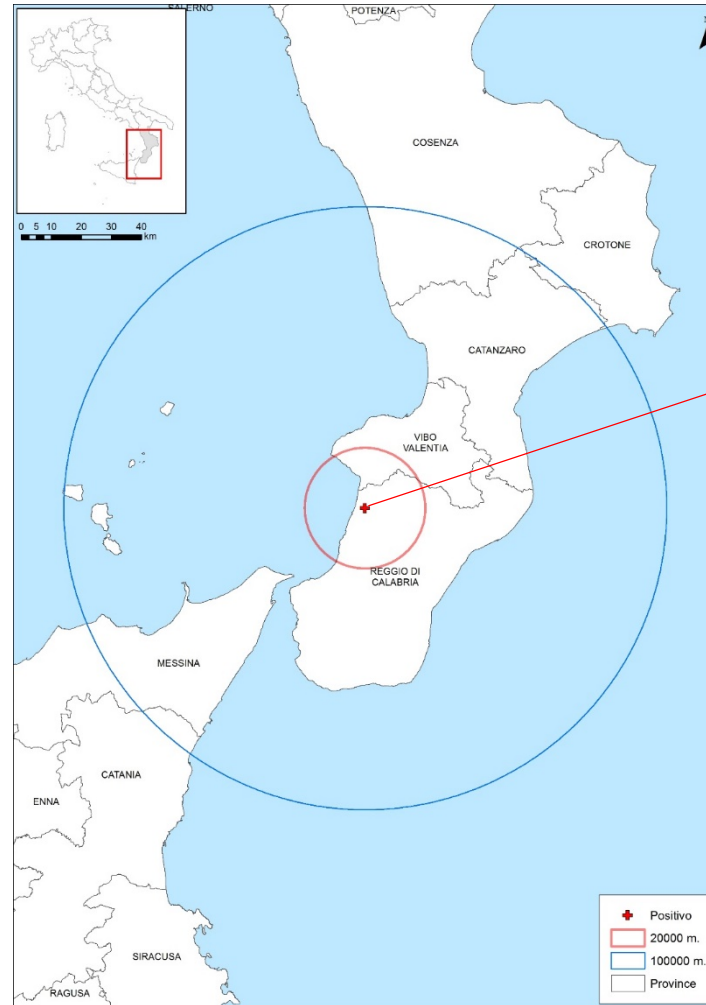 SALERNO
POTENZA
COSENZA
0 5 10 20 30 40
km
CROTONE
CATANZARO
VIBO
VALENTIA
REGGIO DI
CALABRIA
MESSINA
CATANIA
ENNA
SIRACUSA
RAGUSA
Positivo
20000 m.
100000 m.
Province